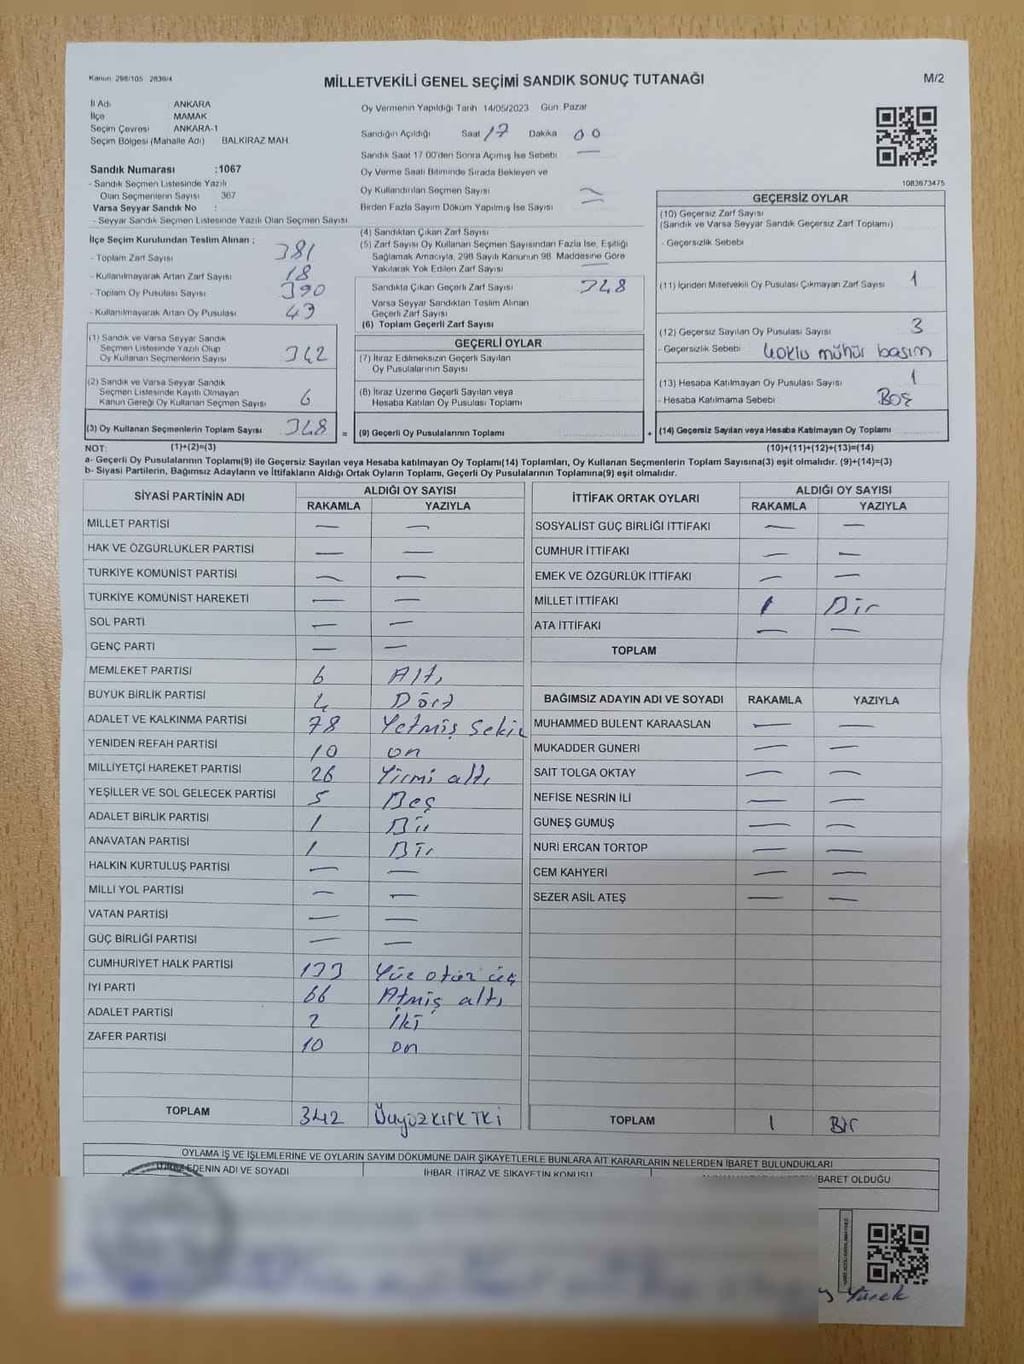 Kanun 298/105 2839/4
MİLLETVEKİLİ GENEL SEÇİMİ SANDIK SONUÇ TUTANAĞI
M/2
İl Adı ANKARA
İlçe MAMAK
Seçim Çevresi ANKARA-1
Seçim Bölgesi (Mahalle Adı) BALKIRAZ MAH
Oy Vermenin Yapıldığı Tarih 14/05/2023 Gün Pazar
Sandığın Açıldığı Saat 17 Dakika 00
Sandık Saat 17 00'den Sonra Açılmış İse Sebebi —
Oy Verme Saati Bitiminde Sırada Bekleyen ve
Oy Kullandırılan Seçmen Sayısı —
Birden Fazla Sayım Döküm Yapılmış İse Sayısı —
1083673475
Sandık Numarası :1067
- Sandık Seçmen Listesinde Yazılı
Olan Seçmenlerin Sayısı 367
Varsa Seyyar Sandık No :
- Seyyar Sandık Seçmen Listesinde Yazılı Olan Seçmen Sayısı
İlçe Seçim Kurulundan Teslim Alınan ;
- Toplam Zarf Sayısı 381
- Kullanılmayarak Artan Zarf Sayısı 18
- Toplam Oy Pusulası Sayısı 390
- Kullanılmayarak Artan Oy Pusulası 43
(1) Sandık ve Varsa Seyyar Sandık
Seçmen Listesinde Yazılı Olup
Oy Kullanan Seçmenlerin Sayısı 342
(2) Sandık ve Varsa Seyyar Sandık
Seçmen Listesinde Kayıtlı Olmayan
Kanun Gereği Oy Kullanan Seçmen Sayısı 6
(3) Oy Kullanan Seçmenlerin Toplam Sayısı 348 =
(4) Sandıktan Çıkan Zarf Sayısı
(5) Zarf Sayısı Oy Kullanan Seçmen Sayısından Fazla İse, Eşitliği
Sağlamak Amacıyla, 298 Sayılı Kanunun 98. Maddesine Göre
Yakılarak Yok Edilen Zarf Sayısı —
Sandıkta Çıkan Geçerli Zarf Sayısı 348
Varsa Seyyar Sandıktan Teslim Alınan
Geçerli Zarf Sayısı
(6) Toplam Geçerli Zarf Sayısı
GEÇERLİ OYLAR
(7) İtiraz Edilmeksizin Geçerli Sayılan
Oy Pusulalarının Sayısı
(8) İtiraz Üzerine Geçerli Sayılan veya
Hesaba Katılan Oy Pusulası Toplamı
(9) Geçerli Oy Pusulalarının Toplamı +
GEÇERSİZ OYLAR
(10) Geçersiz Zarf Sayısı
(Sandık ve Varsa Seyyar Sandık Geçersiz Zarf Toplamı)
- Geçersizlik Sebebi
(11) İçinden Milletvekili Oy Pusulası Çıkmayan Zarf Sayısı 1
(12) Geçersiz Sayılan Oy Pusulası Sayısı 3
- Geçersizlik Sebebi Çoklu mühür basım
(13) Hesaba Katılmayan Oy Pusulası Sayısı 1
- Hesaba Katılmama Sebebi Boş
(14) Geçersiz Sayılan veya Hesaba Katılmayan Oy Toplamı
NOT: (1)+(2)=(3) (10)+(11)+(12)+(13)=(14)
a- Geçerli Oy Pusulalarının Toplamı(9) ile Geçersiz Sayılan veya Hesaba katılmayan Oy Toplamı(14) Toplamları, Oy Kullanan Seçmenlerin Toplam Sayısına(3) eşit olmalıdır. (9)+(14)=(3)
b- Siyasi Partilerin, Bağımsız Adayların ve İttifakların Aldığı Ortak Oyların Toplamı, Geçerli Oy Pusulalarının Toplamına(9) eşit olmalıdır.
SİYASİ PARTİNİN ADI ALDIĞI OY SAYISI
RAKAMLA YAZIYLA
MİLLET PARTİSİ — —
HAK VE ÖZGÜRLÜKLER PARTİSİ — —
TÜRKİYE KOMÜNİST PARTİSİ — —
TÜRKİYE KOMÜNİST HAREKETİ — —
SOL PARTİ — —
GENÇ PARTİ — —
MEMLEKET PARTİSİ 6 Altı
BÜYÜK BİRLİK PARTİSİ 4 Dört
ADALET VE KALKINMA PARTİSİ 78 Yetmiş Sekiz
YENİDEN REFAH PARTİSİ 10 on
MİLLİYETÇİ HAREKET PARTİSİ 26 Yirmi altı
YEŞİLLER VE SOL GELECEK PARTİSİ 5 Beş
ADALET BİRLİK PARTİSİ 1 Bir
ANAVATAN PARTİSİ 1 Bir
HALKIN KURTULUŞ PARTİSİ — —
MİLLİ YOL PARTİSİ — —
VATAN PARTİSİ — —
GÜÇ BİRLİĞİ PARTİSİ — —
CUMHURİYET HALK PARTİSİ 133 Yüz otuz üç
İYİ PARTİ 66 Atmış altı
ADALET PARTİSİ 2 İki
ZAFER PARTİSİ 10 on
TOPLAM 342 Üçyüzkırk İki
İTTİFAK ORTAK OYLARI ALDIĞI OY SAYISI
RAKAMLA YAZIYLA
SOSYALİST GÜÇ BİRLİĞİ İTTİFAKI — —
CUMHUR İTTİFAKI — —
EMEK VE ÖZGÜRLÜK İTTİFAKI — —
MİLLET İTTİFAKI 1 Bir
ATA İTTİFAKI — —
TOPLAM
BAĞIMSIZ ADAYIN ADI VE SOYADI RAKAMLA YAZIYLA
MUHAMMED BÜLENT KARAASLAN — —
MUKADDER GÜNERİ — —
SAİT TOLGA OKTAY — —
NEFİSE NESRİN İLİ — —
GÜNEŞ GÜMÜŞ — —
NURİ ERCAN TORTOP — —
CEM KAHYERİ — —
SEZER ASİL ATEŞ — —
TOPLAM 1 Bir
OYLAMA İŞ VE İŞLEMLERİNE VE OYLARIN SAYIM DÖKÜMÜNE DAİR ŞİKAYETLERLE BUNLARA AİT KARARLARIN NELERDEN İBARET BULUNDUKLARI
EDENİN ADI VE SOYADI İHBAR, İTİRAZ VE ŞİKAYETİN KONUSU BARET OLDUĞU